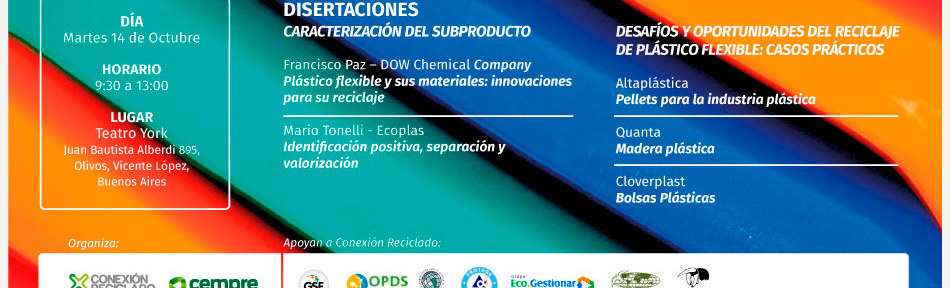 DÍA
Martes 14 de Octubre
HORARIO
9:30 a 13:00
LUGAR
Teatro York
Juan Bautista Alberdi 895,
Olivos, Vicente López,
Buenos Aires
DISERTACIONES
CARACTERIZACIÓN DEL SUBPRODUCTO
Francisco Paz – DOW Chemical Company
Plástico flexible y sus materiales: innovaciones
para su reciclaje
Mario Tonelli - Ecoplas
Identificación positiva, separación y
valorización
DESAFÍOS Y OPORTUNIDADES DEL RECICLAJE
DE PLÁSTICO FLEXIBLE: CASOS PRÁCTICOS
Altaplástica
Pellets para la industria plástica
Quanta
Madera plástica
Cloverplast
Bolsas Plásticas
Organiza:
CONEXIÓN
RECICLADO
cempre
Apoyan a Conexión Reciclado:
GSF
OPDS
PROTEGE
Grupo
Eco.Gestionar